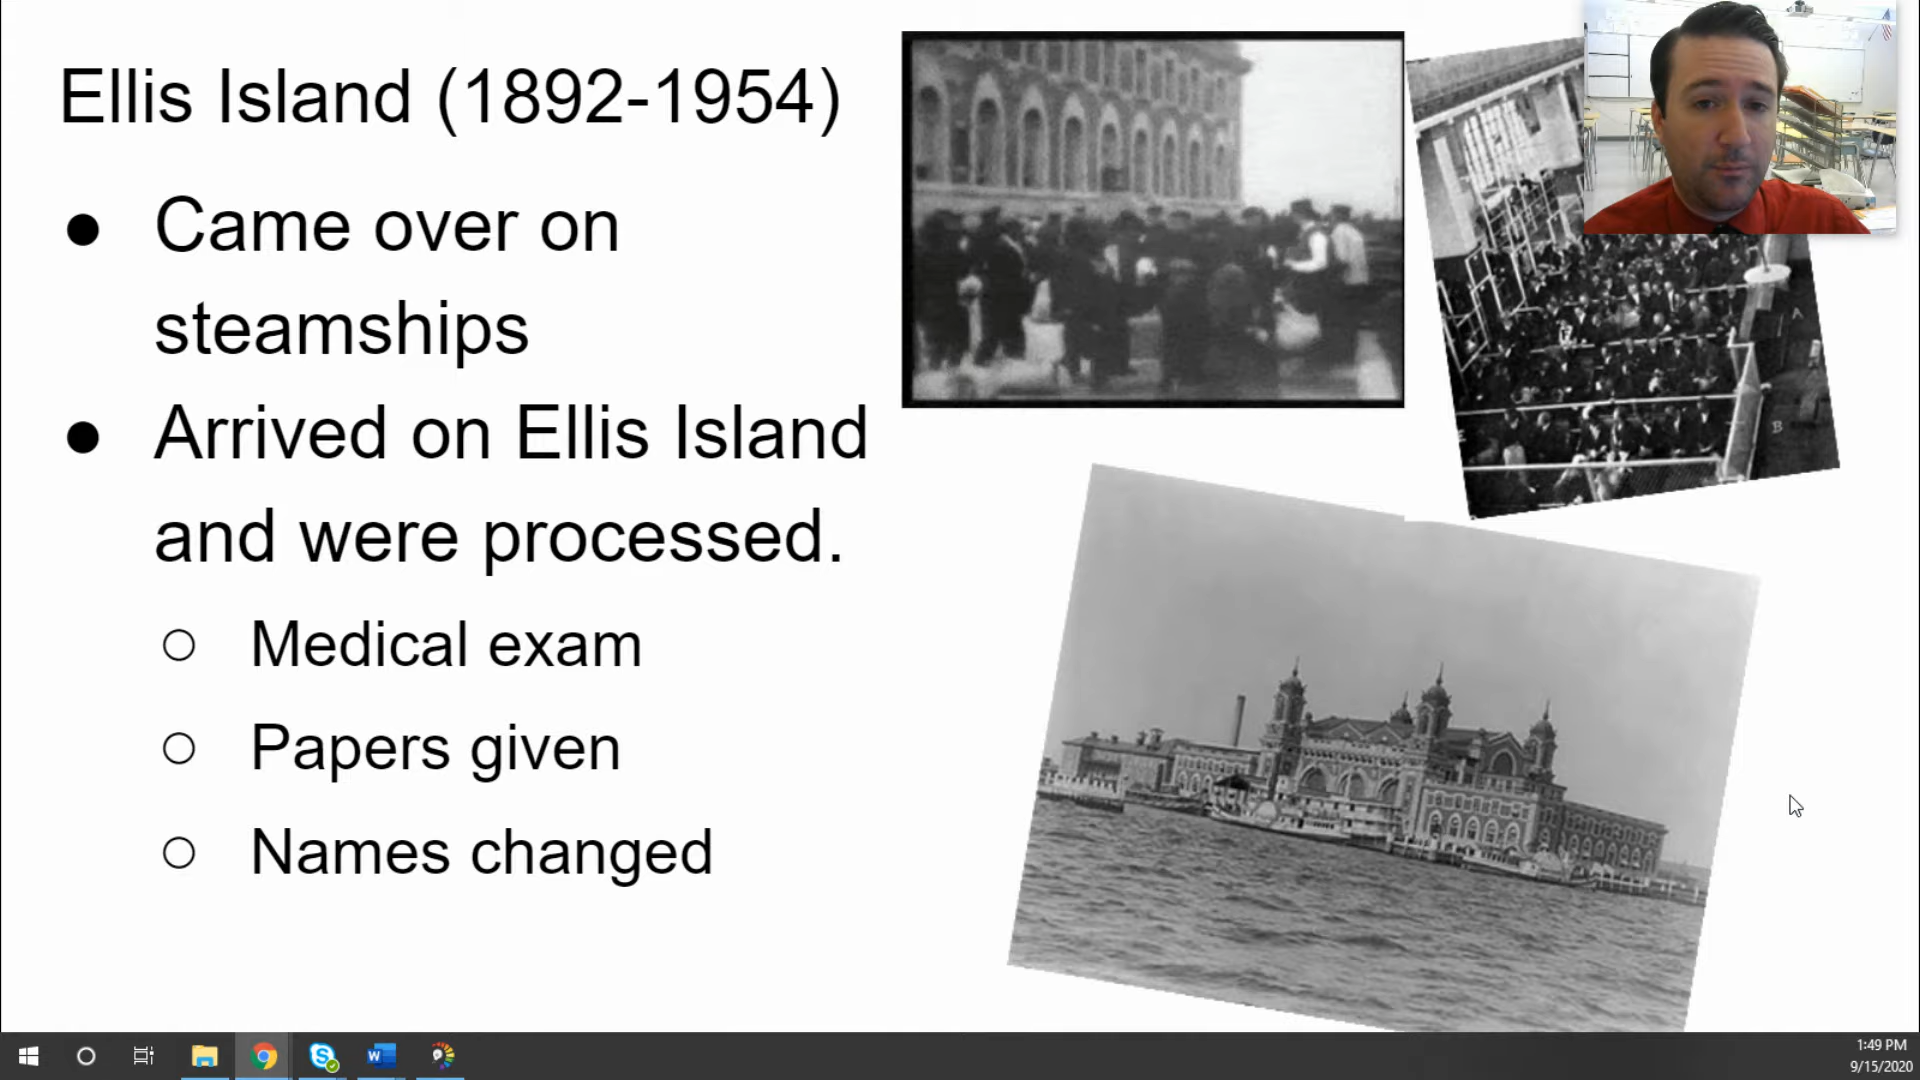 Ellis Island (1892-1954)
● Came over on
steamships
● Arrived on Ellis Island
and were processed.
○ Medical exam
○ Papers given
○ Names changed
A
B
1:49 PM
9/15/2020